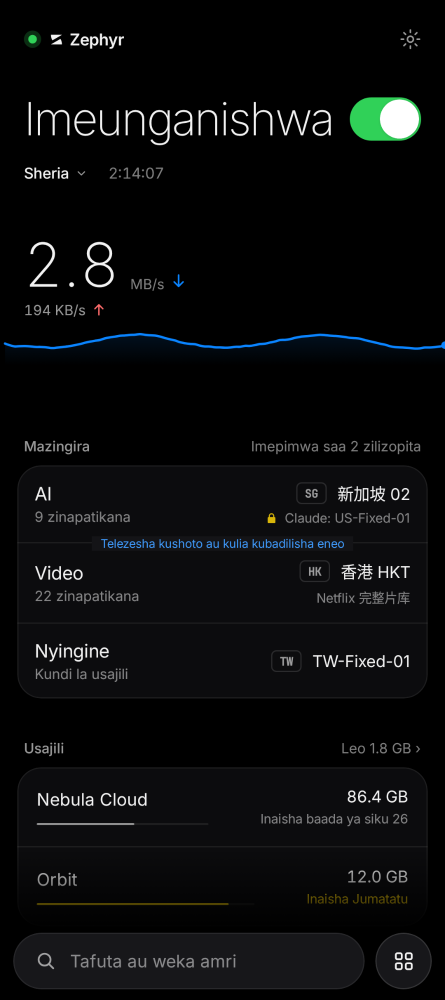 Zephyr
Imeunganishwa
Sheria 2:14:07
2.8 MB/s
194 KB/s
Mazingira Imepimwa saa 2 zilizopita
AI SG 新加坡 02
9 zinapatikana Claude: US-Fixed-01
Telezesha kushoto au kulia kubadilisha eneo
Video HK 香港 HKT
22 zinapatikana Netflix 完整片库
Nyingine TW TW-Fixed-01
Kundi la usajili
Usajili Leo 1.8 GB ›
Nebula Cloud 86.4 GB
Inaisha baada ya siku 26
Orbit 12.0 GB
Inaisha Jumatatu
Tafuta au weka amri